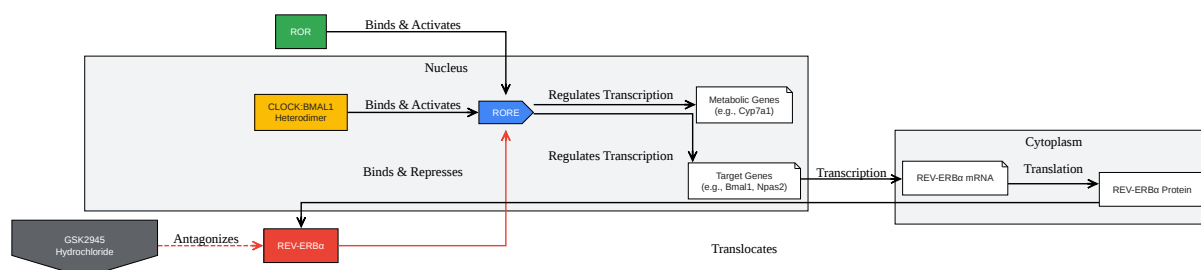 ROR
Binds & Activates
Nucleus
CLOCK:BMAL1
Heterodimer
Binds & Activates
RORE
Regulates Transcription
Metabolic Genes
(e.g., Cyp7a1)
Regulates Transcription
Binds & Represses
Target Genes
(e.g., Bmal1, Npas2)
Transcription
Cytoplasm
REV-ERBα mRNA
Translation
REV-ERBα Protein
GSK2945
Hydrochloride
Antagonizes
REV-ERBα
Translocates